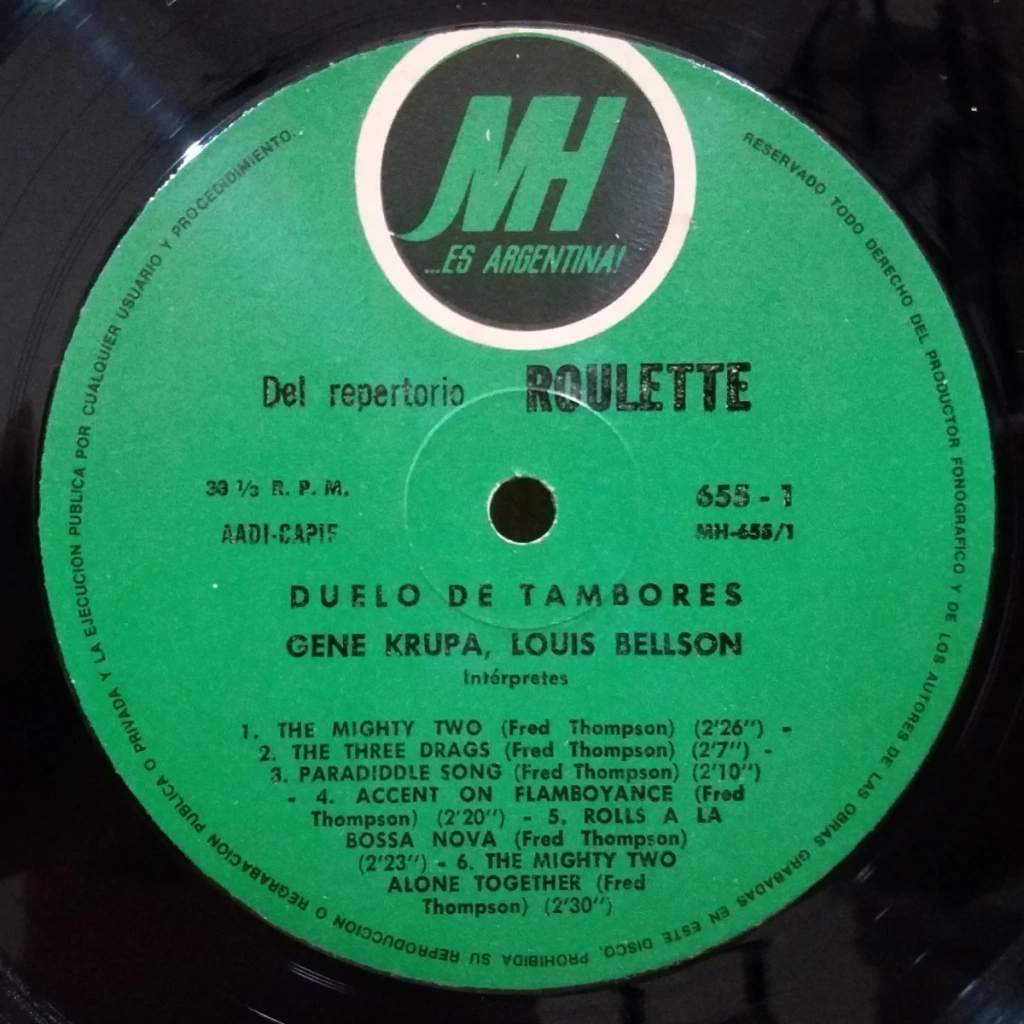 MH
...ES ARGENTINA!
RESERVADO TODO DERECHO DEL PRODUCTOR FONOGRAFICO Y DE LOS AUTORES DE LAS OBRAS GRABADAS EN ESTE DISCO, PROHIBIDA SU REPRODUCCION O REGRABACION PUBLICA O PRIVADA Y LA EJECUCION PUBLICA POR CUALQUIER USUARIO Y PROCEDIDIMIENTO.
Del repertorio ROULETTE
33 1/3 R. P. M.
655 - 1
AADI-CAPIF
MH-655/1
DUELO DE TAMBORES
GENE KRUPA, LOUIS BELLSON
Intérpretes
1. THE MIGHTY TWO (Fred Thompson) (2'26'') -
2. THE THREE DRAGS (Fred Thompson) (2'7'') -
3. PARADIDDLE SONG (Fred Thompson) (2'10'')
- 4. ACCENT ON FLAMBOYANCE (Fred
Thompson) (2'20'') - 5. ROLLS A LA
BOSSA NOVA (Fred Thompson)
(2'23'') - 6. THE MIGHTY TWO
ALONE TOGETHER (Fred
Thompson) (2'30'')